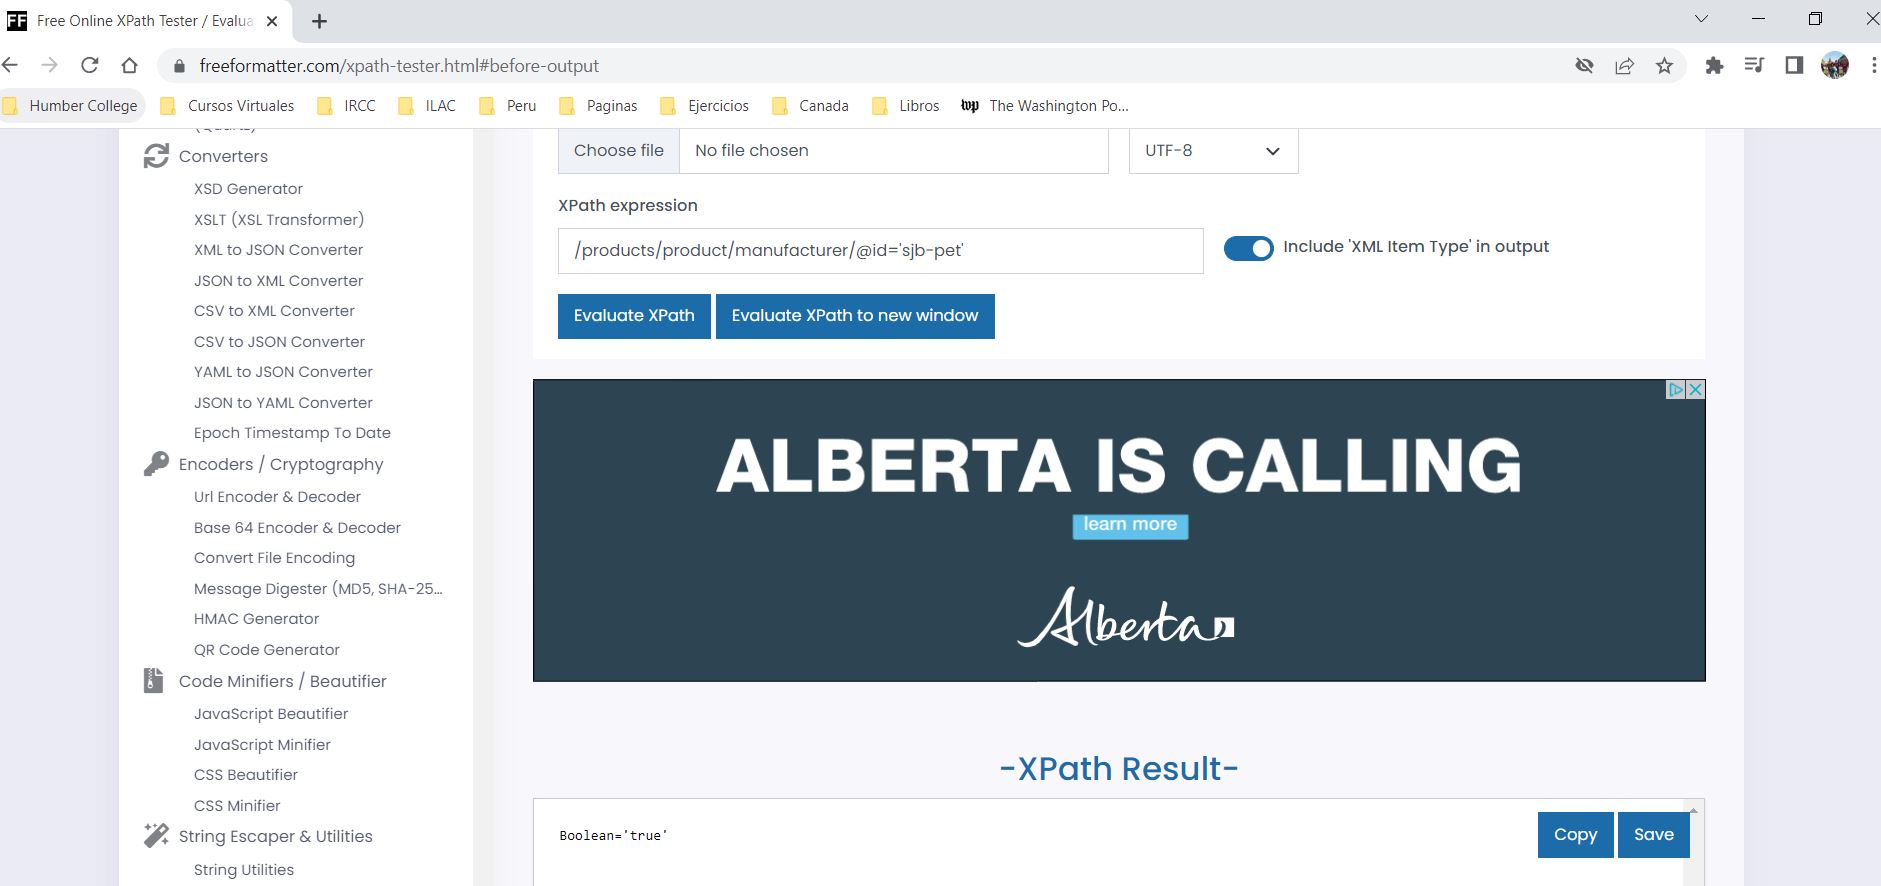 FF Free Online XPath Tester / Evalua
freeformatter.com/xpath-tester.html#before-output
Humber College Cursos Virtuales IRCC ILAC Peru Paginas Ejercicios Canada Libros wp The Washington Po...
(Quartz)
Converters
XSD Generator
XSLT (XSL Transformer)
XML to JSON Converter
JSON to XML Converter
CSV to XML Converter
CSV to JSON Converter
YAML to JSON Converter
JSON to YAML Converter
Epoch Timestamp To Date
Encoders / Cryptography
Url Encoder & Decoder
Base 64 Encoder & Decoder
Convert File Encoding
Message Digester (MD5, SHA-25...
HMAC Generator
QR Code Generator
Code Minifiers / Beautifier
JavaScript Beautifier
JavaScript Minifier
CSS Beautifier
CSS Minifier
String Escaper & Utilities
String Utilities
Choose file No file chosen UTF-8
XPath expression
/products/product/manufacturer/@id='sjb-pet' Include 'XML Item Type' in output
Evaluate XPath Evaluate XPath to new window
ALBERTA IS CALLING
learn more
Alberta
-XPath Result-
Boolean='true' Copy Save